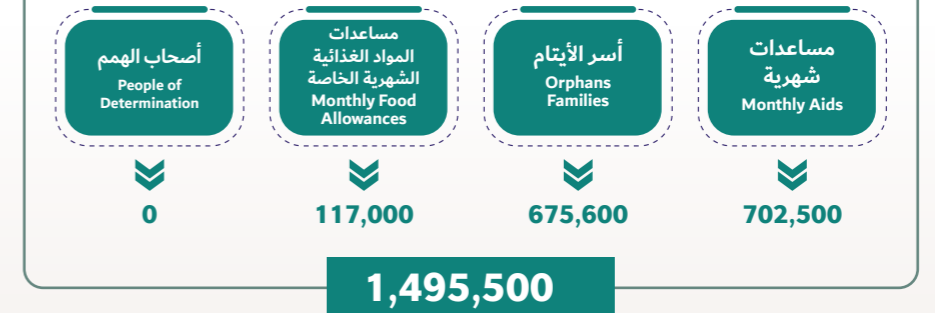 مساعدات
شهرية
Monthly Aids
702,500
أسر الأيتام
Orphans
Families
675,600
مساعدات
المواد الغذائية
الشهرية الخاصة
Monthly Food
Allowances
117,000
أصحاب الهمم
People of
Determination
0
1,495,500